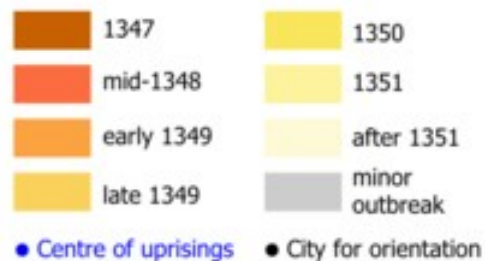 1347
mid-1348
early 1349
late 1349
1350
1351
after 1351
minor
outbreak
Centre of uprisings
City for orientation